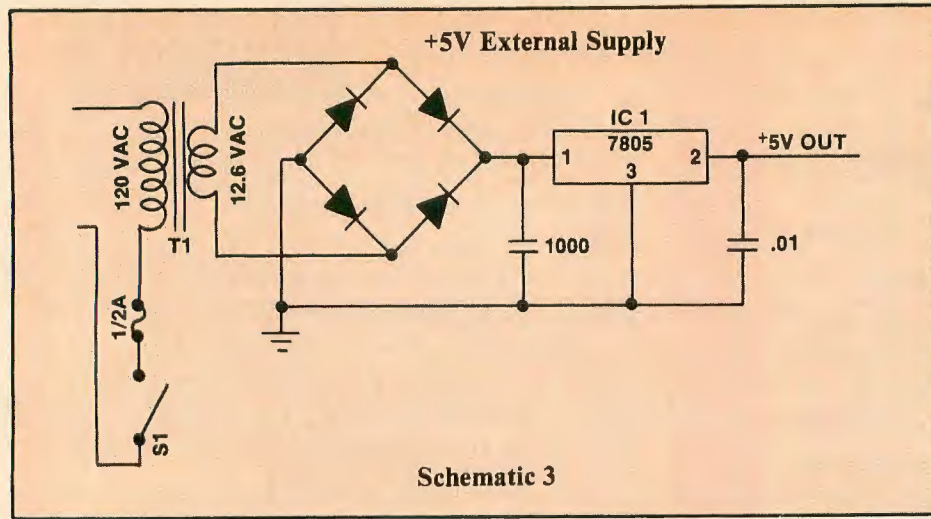 +5V External Supply
120 VAC
T1
12.6 VAC
1/2A
S1
IC 1
7805
1
2
3
+5V OUT
1000
.01
Schematic 3